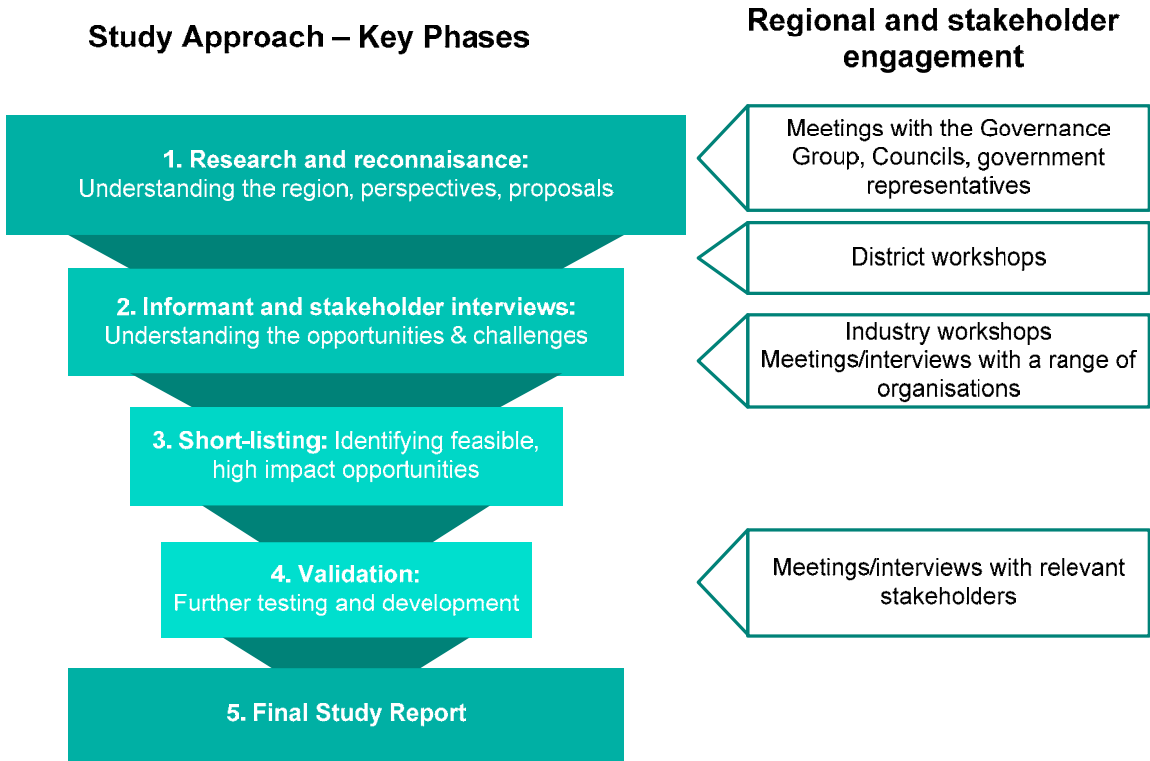 Study Approach – Key Phases
Regional and stakeholder
engagement
1. Research and reconnaisance:
Understanding the region, perspectives, proposals
Meetings with the Governance
Group, Councils, government
representatives
District workshops
2. Informant and stakeholder interviews:
Understanding the opportunities & challenges
Industry workshops
Meetings/interviews with a range of
organisations
3. Short-listing: Identifying feasible,
high impact opportunities
4. Validation:
Further testing and development
Meetings/interviews with relevant
stakeholders
5. Final Study Report